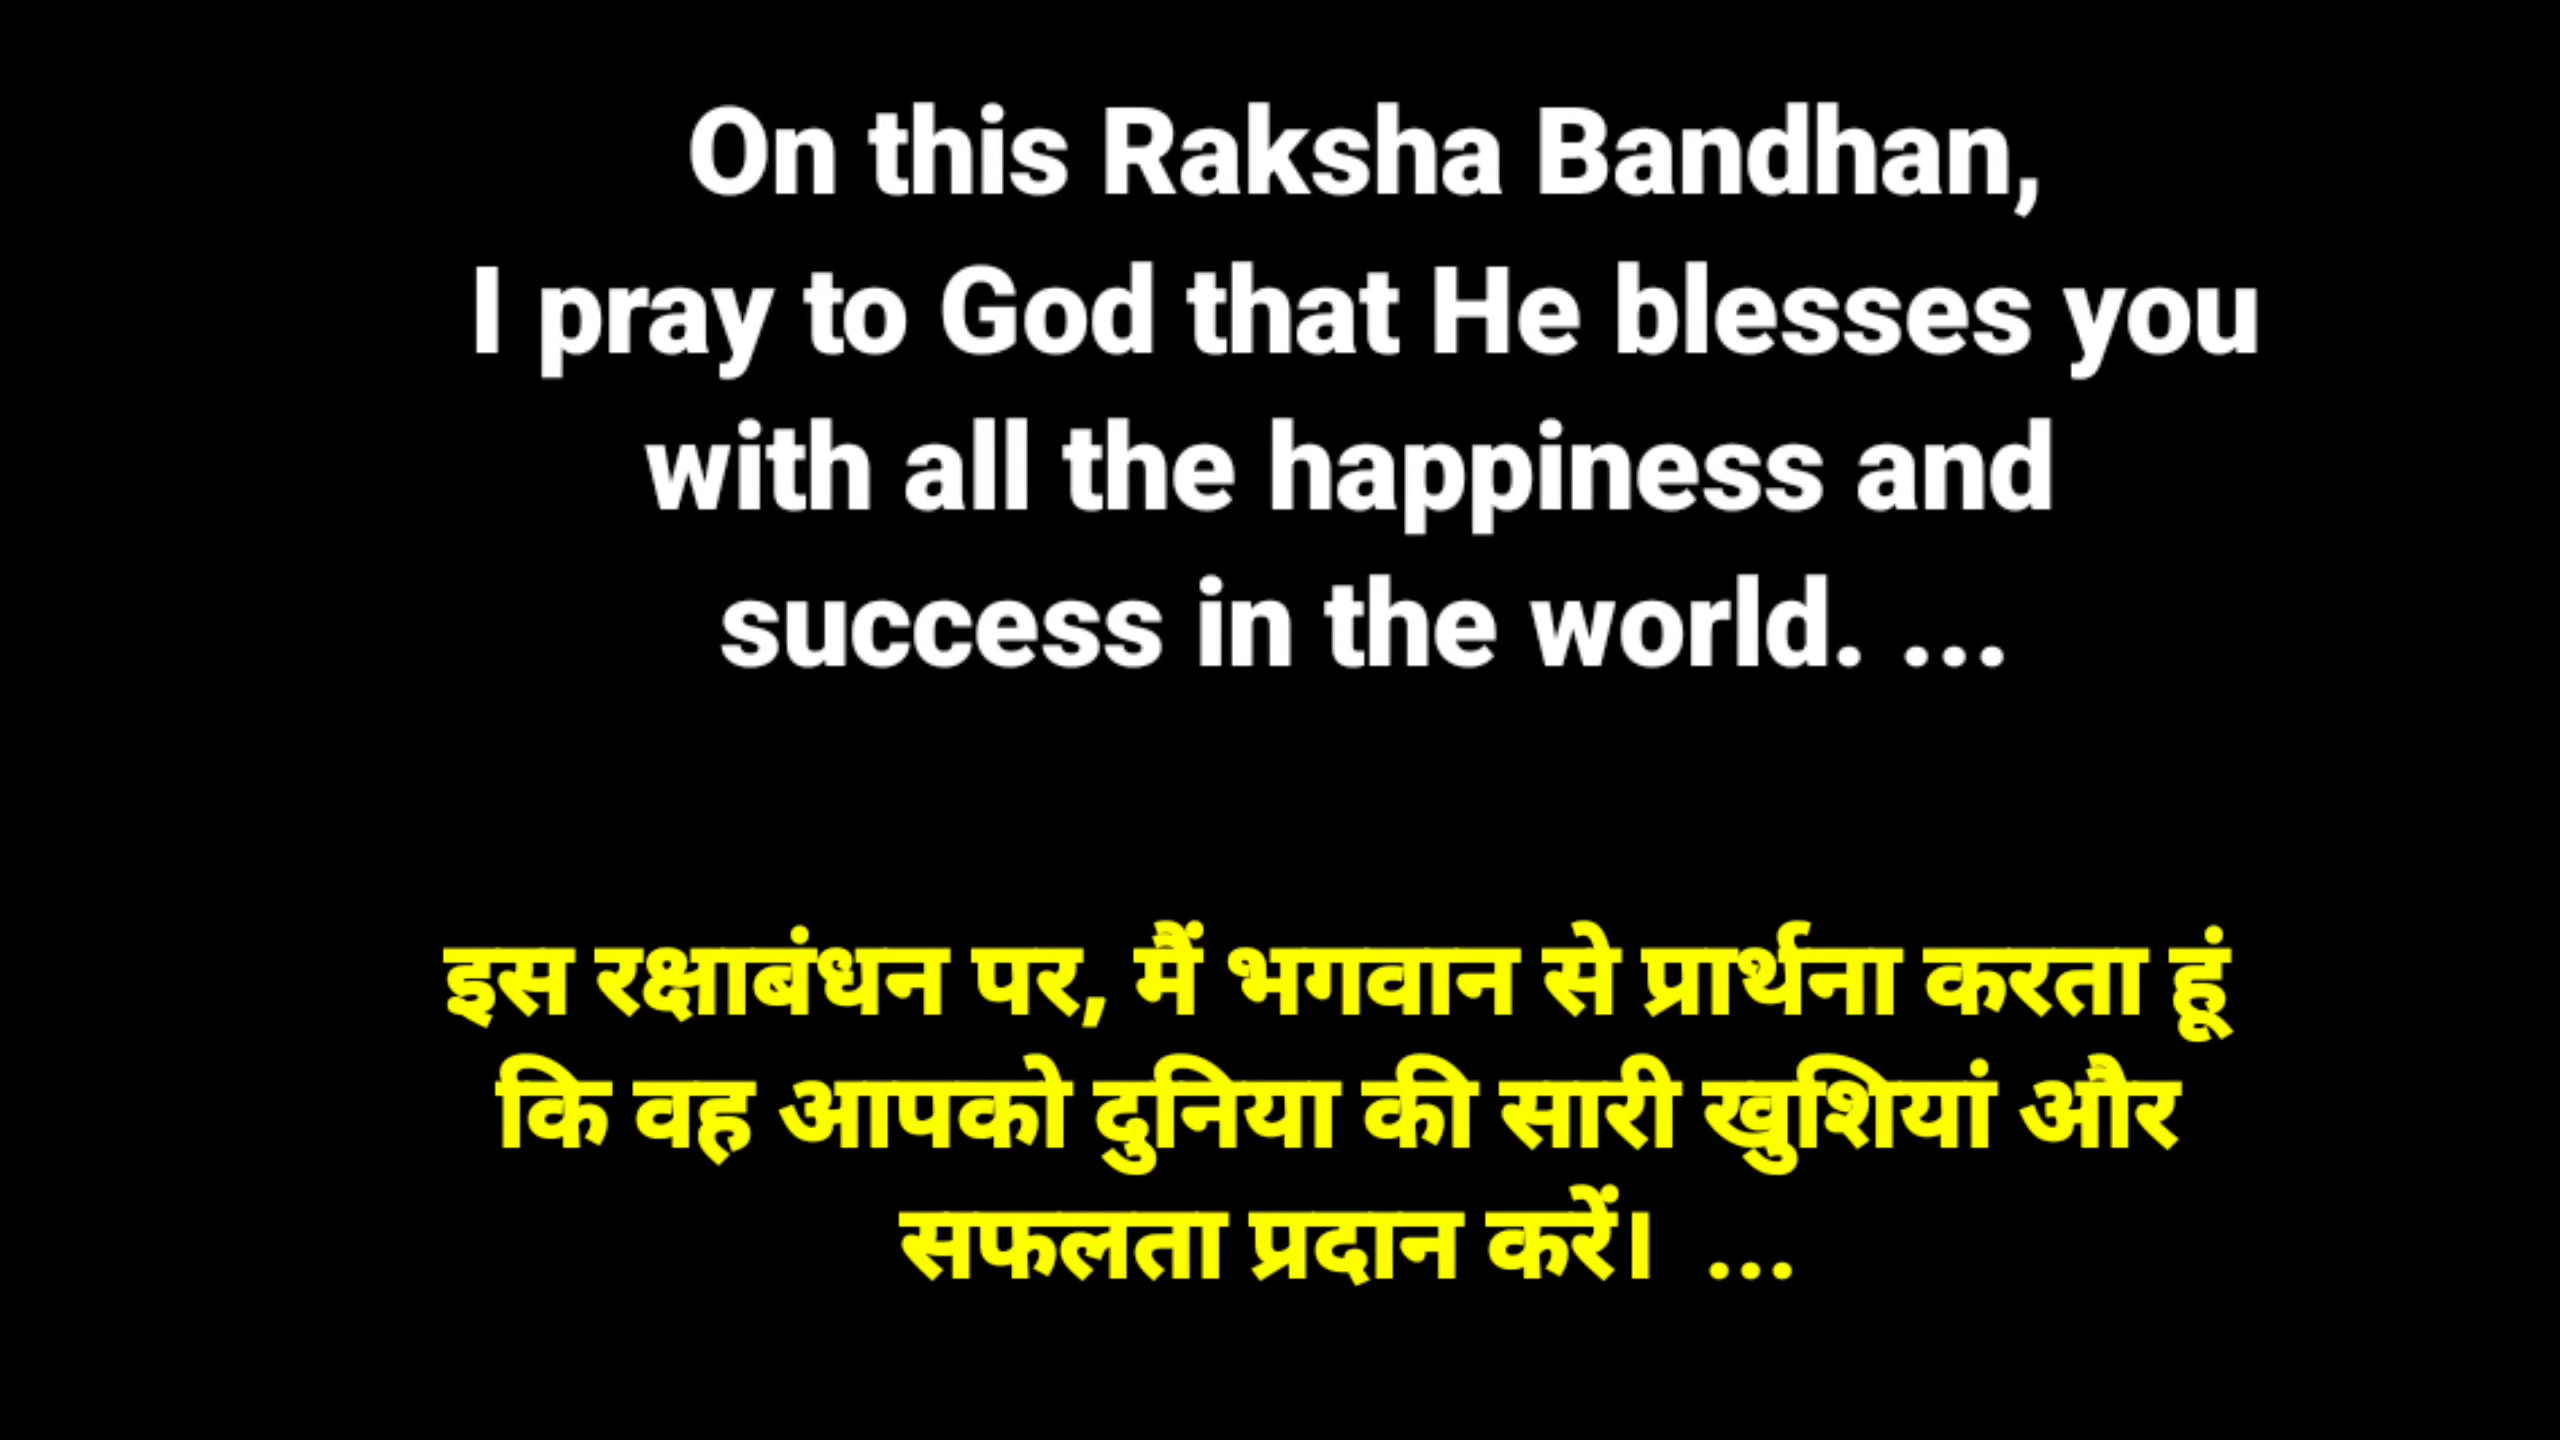 On this Raksha Bandhan,
I pray to God that He blesses you
with all the happiness and
success in the world. ...
इस रक्षाबंधन पर, मैं भगवान से प्रार्थना करता हूं
कि वह आपको दुनिया की सारी खुशियां और
सफलता प्रदान करें। ...